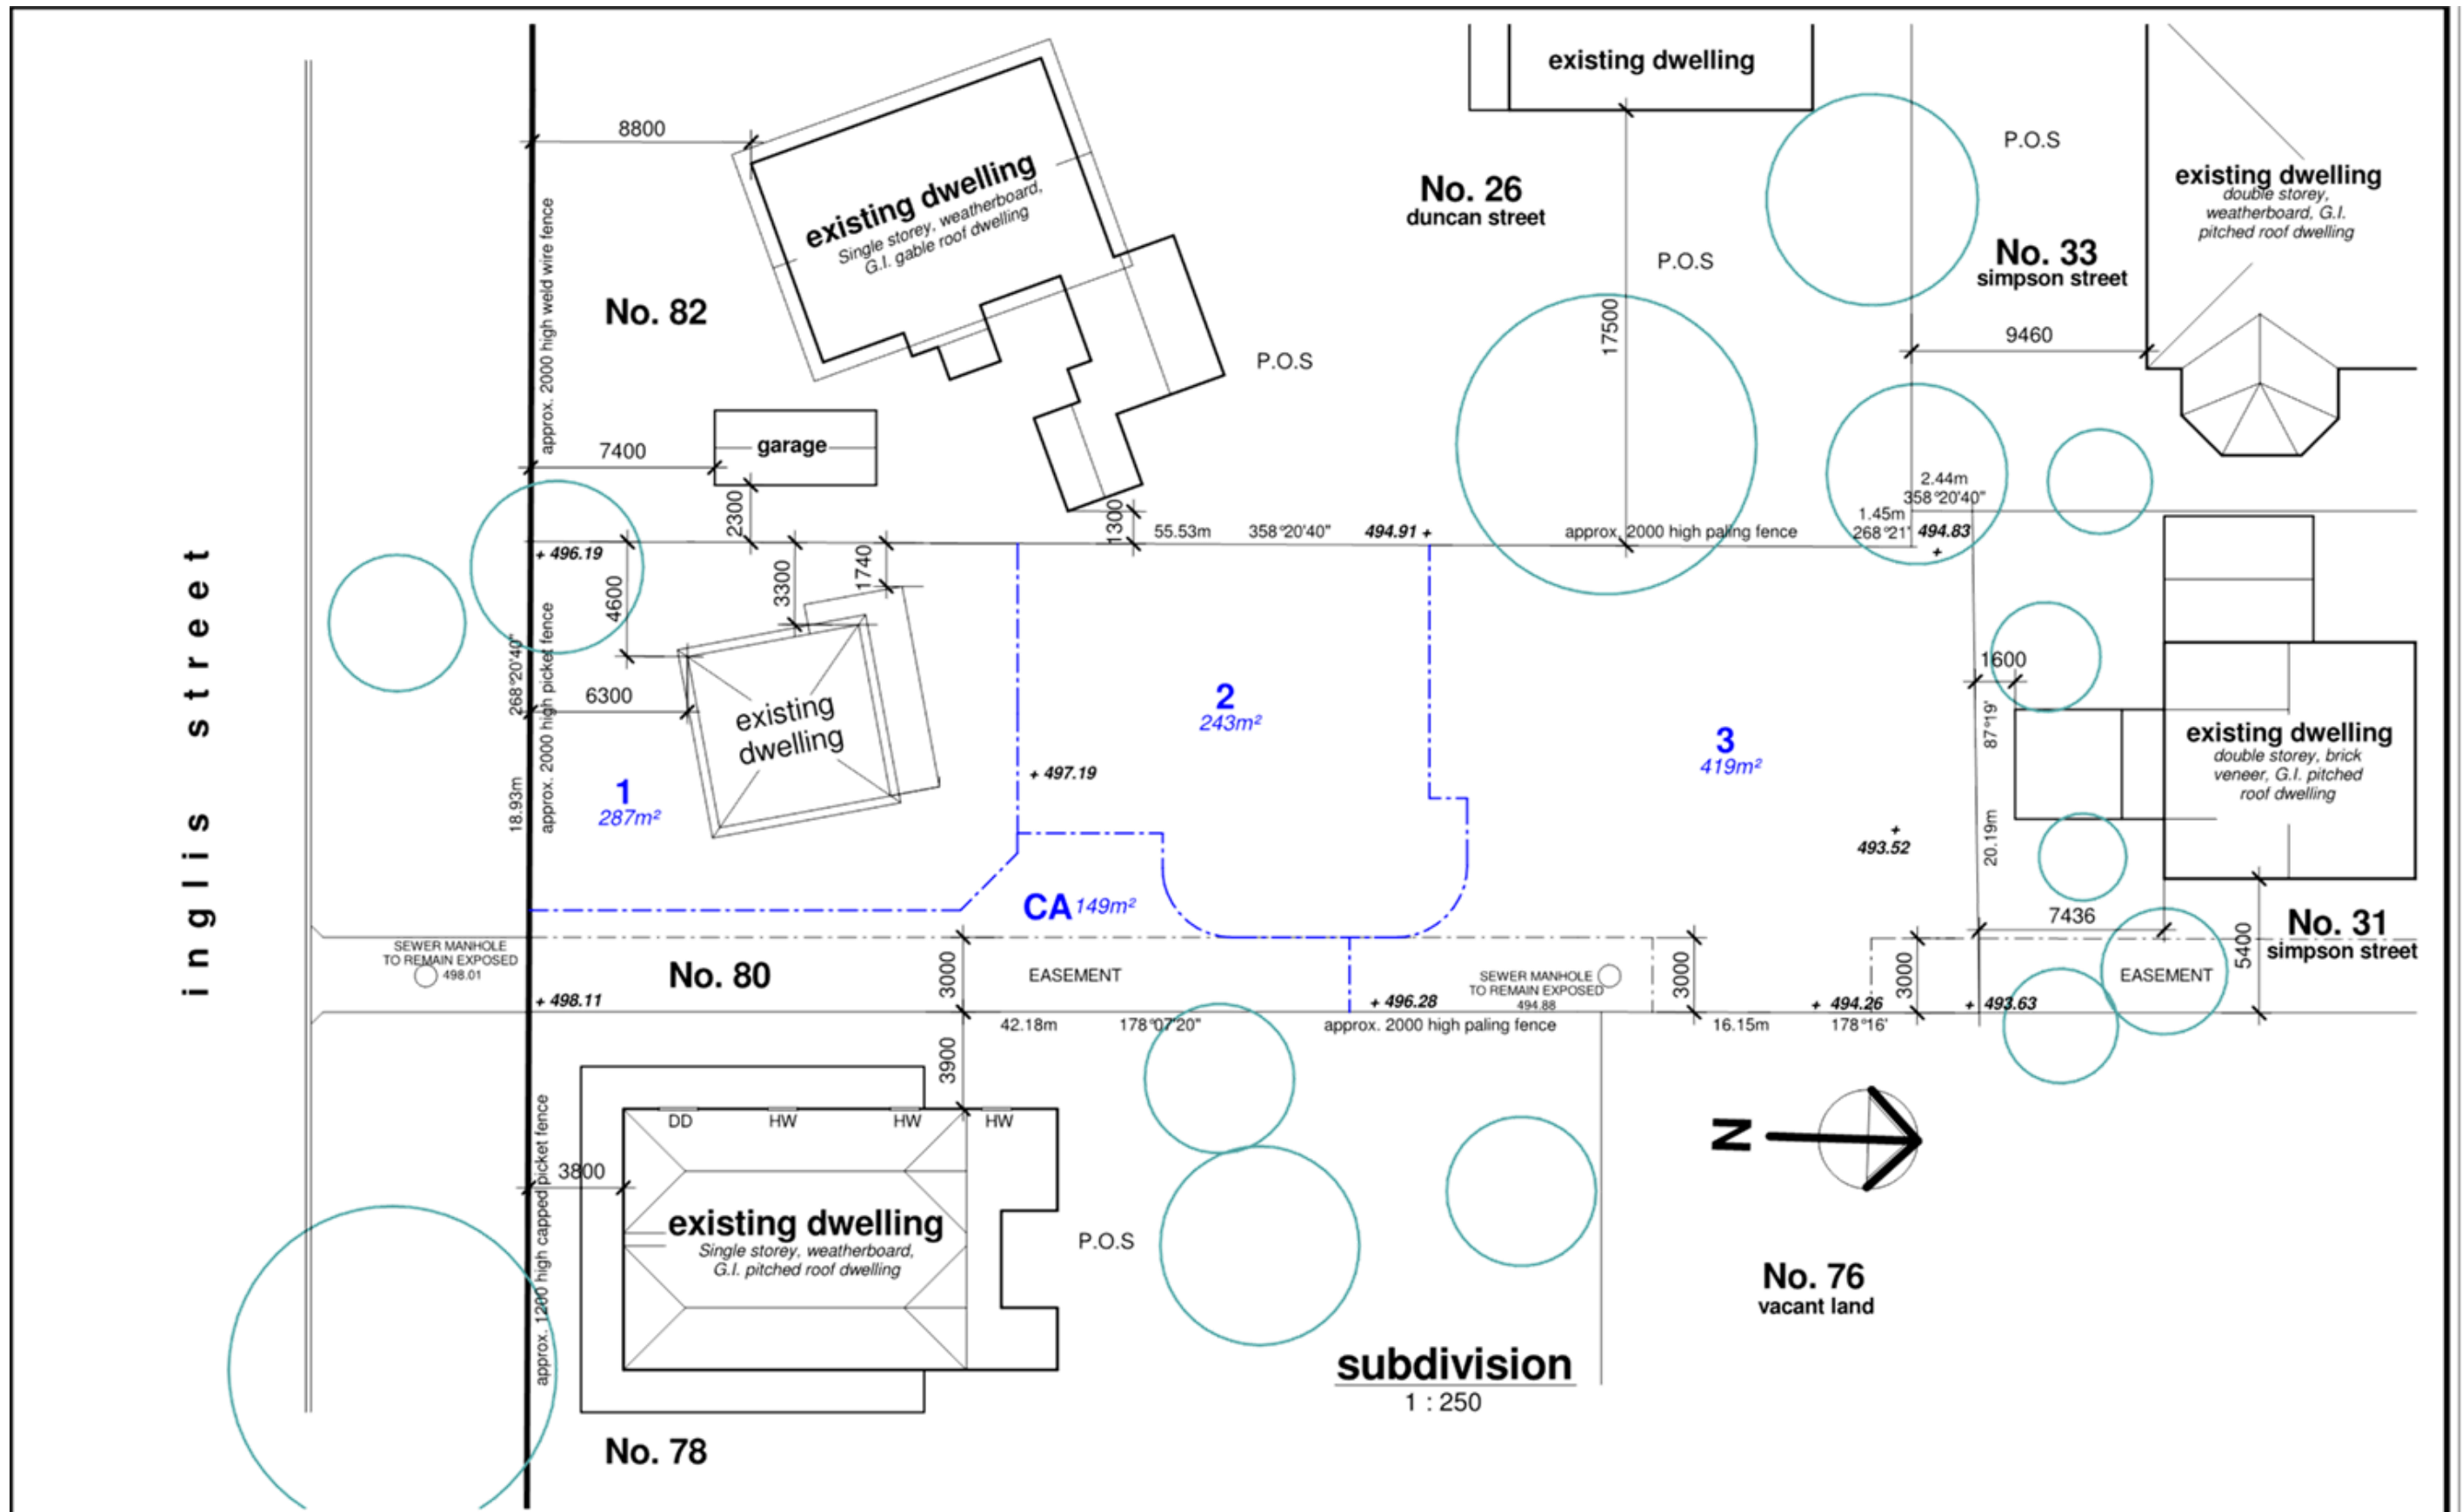 existing dwelling
8800
P.O.S
existing dwelling
Single storey, weatherboard,
G.I. gable roof dwelling
No. 26
duncan street
existing dwelling
double storey,
weatherboard, G.I.
pitched roof dwelling
No. 33
simpson street
P.O.S
approx. 2000 high weld wire fence
No. 82
17500
9460
P.O.S
7400
garage
2300
1300
2.44m
358°20'40"
1.45m
268°21'
494.83
+
55.53m
358°20'40"
494.91 +
approx. 2000 high paling fence
+ 496.19
4600
3300
1740
inglis street
268°20'40"
18.93m
approx. 2000 high picket fence
6300
existing
dwelling
1
287m²
2
243m²
+ 497.19
3
419m²
+
493.52
1600
87°19'
20.19m
existing dwelling
double storey, brick
veneer, G.I. pitched
roof dwelling
CA 149m²
7436
No. 31
simpson street
5400
SEWER MANHOLE
TO REMAIN EXPOSED
498.01
No. 80
3000
EASEMENT
SEWER MANHOLE
TO REMAIN EXPOSED
494.88
3000
3000
EASEMENT
+ 498.11
+ 496.28
+ 494.26
+ 493.63
42.18m
178°07'20"
approx. 2000 high paling fence
16.15m
178°16'
3900
DD
HW
HW
HW
N
approx. 1200 high capped picket fence
3800
existing dwelling
Single storey, weatherboard,
G.I. pitched roof dwelling
P.O.S
No. 76
vacant land
subdivision
1 : 250
No. 78